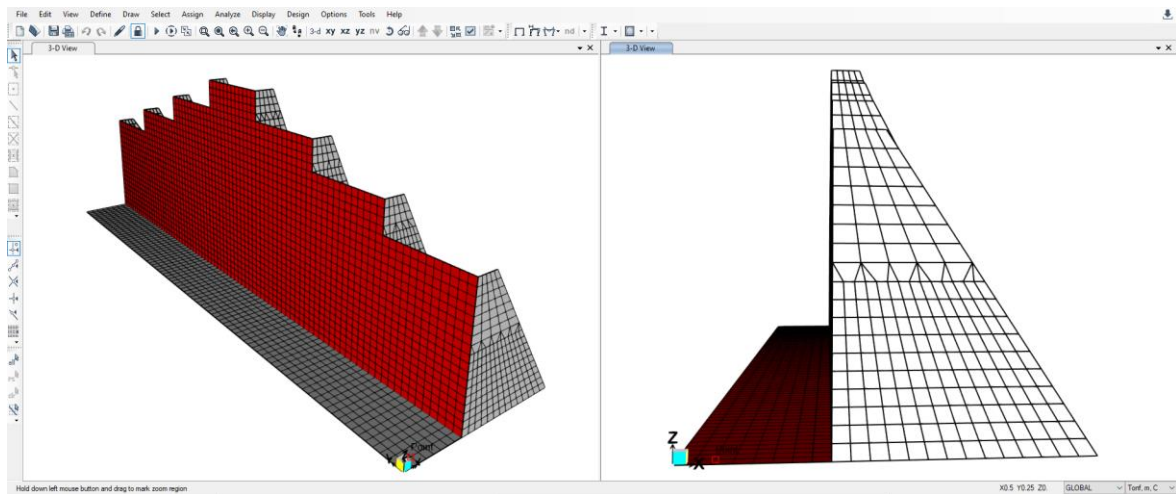 File Edit View Define Draw Select Assign Analyze Display Design Options Tools Help
3-d xy xz yz nv nd
3-D View
3-D View
Z
X
Hold down left mouse button and drag to mark zoom region
X0.5 Y0.25 Z0. GLOBAL Tonf, m, C